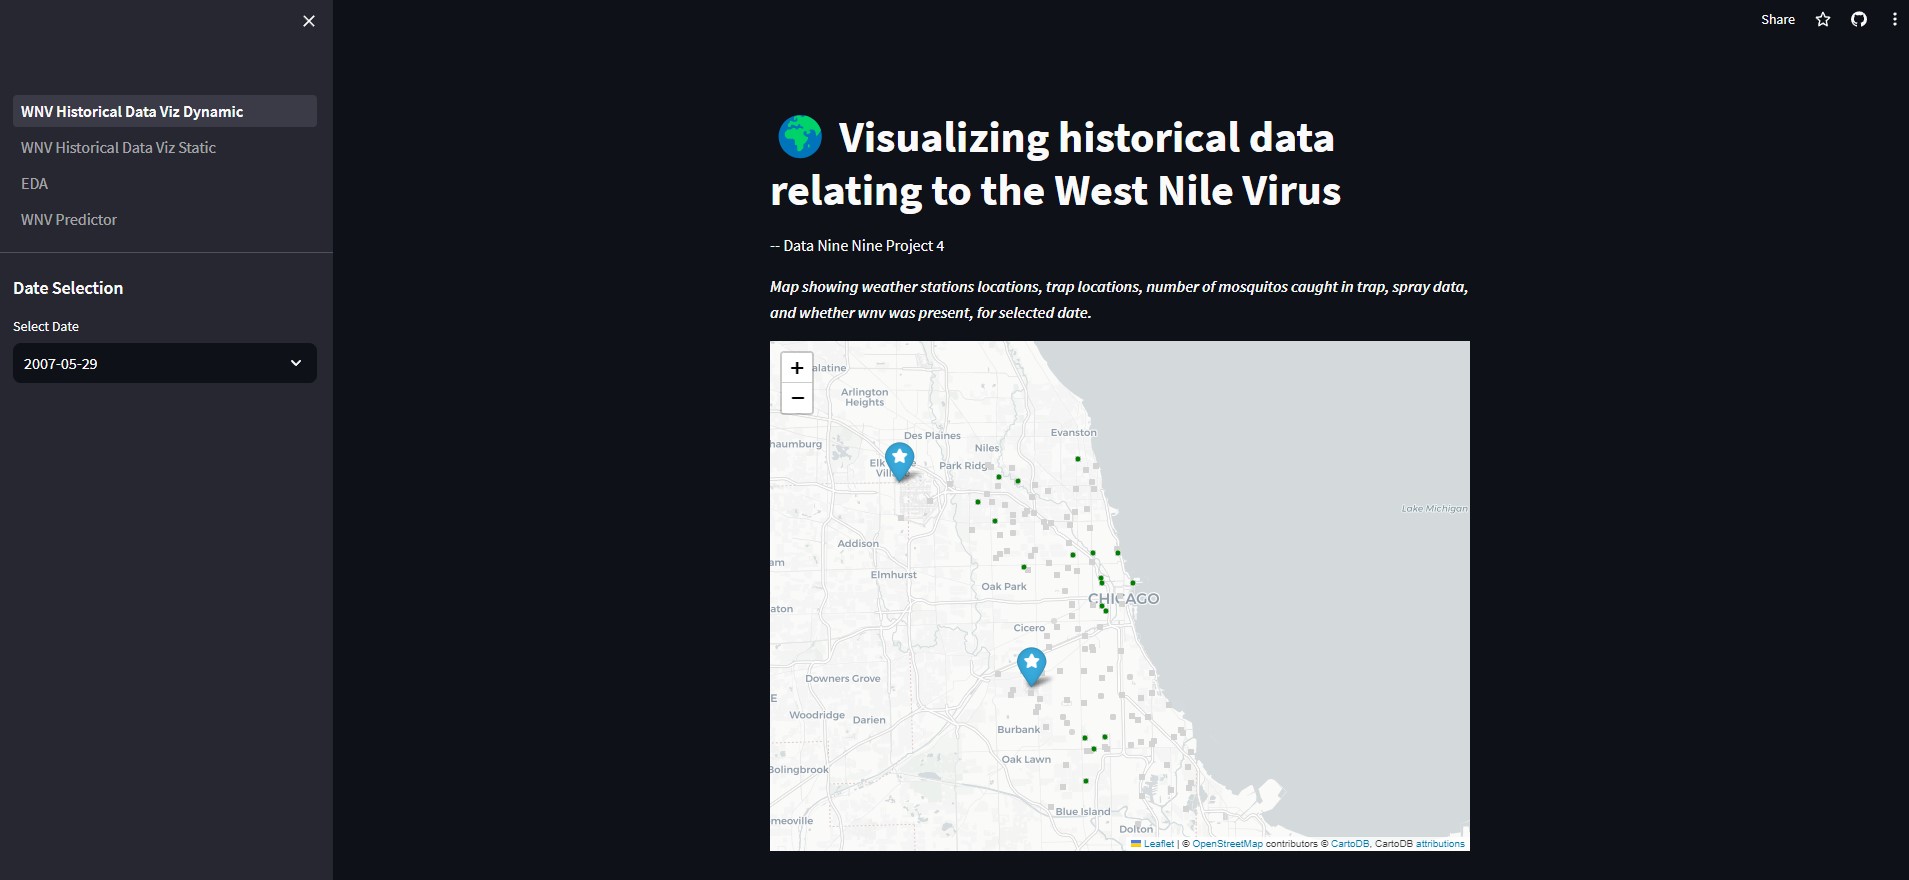 Share
WNV Historical Data Viz Dynamic
WNV Historical Data Viz Static
EDA
WNV Predictor
Date Selection
Select Date
2007-05-29
Visualizing historical data
relating to the West Nile Virus
-- Data Nine Nine Project 4
Map showing weather stations locations, trap locations, number of mosquitos caught in trap, spray data,
and whether wnv was present, for selected date.
+
−
alatine
Arlington
Heights
Evanston
Des Plaines
haumburg
Niles
Park Ridg
Elk
Vill
Lake Michigan
Addison
am
Elmhurst
Oak Park
CHICAGO
aton
Cicero
Downers Grove
E
Woodridge
Darien
Burbank
Oak Lawn
Bolingbrook
Blue Island
meoville
Dolton
Leaflet | © OpenStreetMap contributors © CartoDB, CartoDB attributions